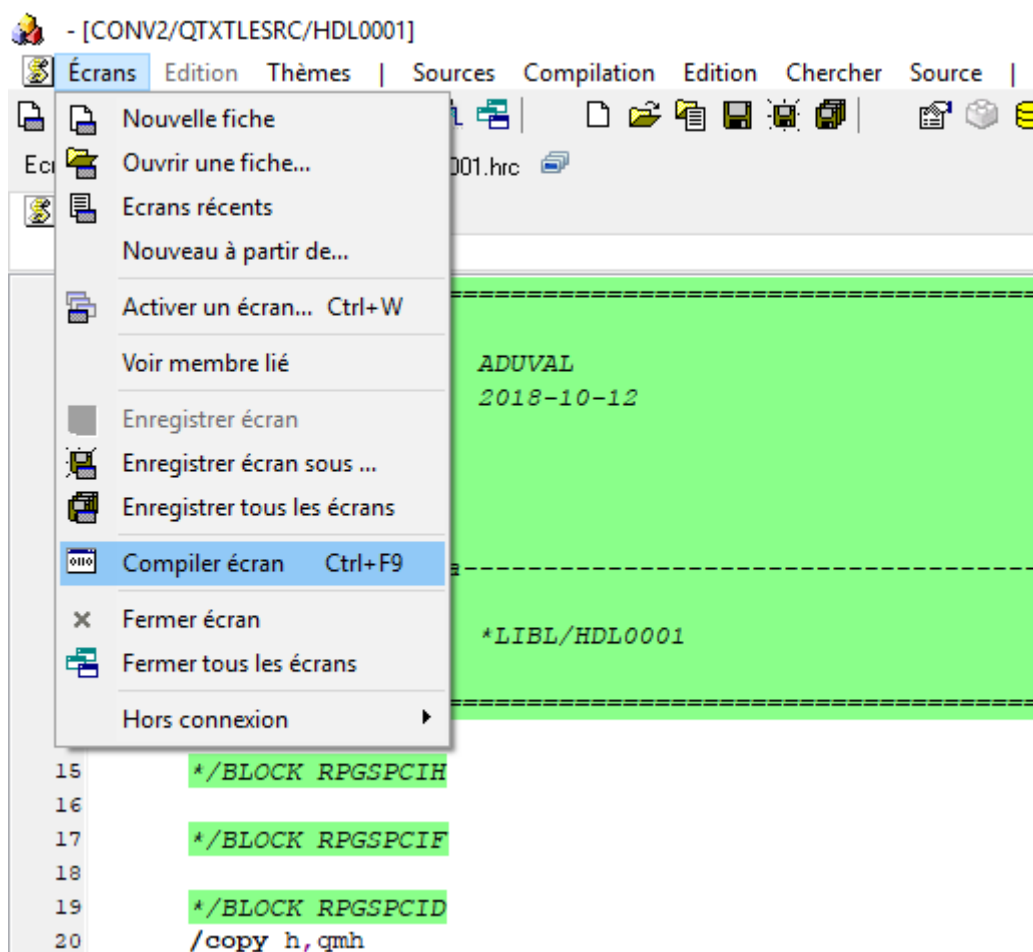 - [CONV2/QTXTLESRC/HDL0001]
Écrans Edition Thèmes | Sources Compilation Edition Chercher Source |
001.hrc
Nouvelle fiche
Ouvrir une fiche...
Ecrans récents
Nouveau à partir de...
Activer un écran... Ctrl+W
Voir membre lié
Enregistrer écran
Enregistrer écran sous ...
Enregistrer tous les écrans
Compiler écran Ctrl+F9
Fermer écran
Fermer tous les écrans
Hors connexion
===================================
ADUVAL
2018-10-12
-----------------------------------
*LIBL/HDL0001
===================================
15 */BLOCK RPGSPCIH
16
17 */BLOCK RPGSPCIF
18
19 */BLOCK RPGSPCID
20 /copy h,qmh